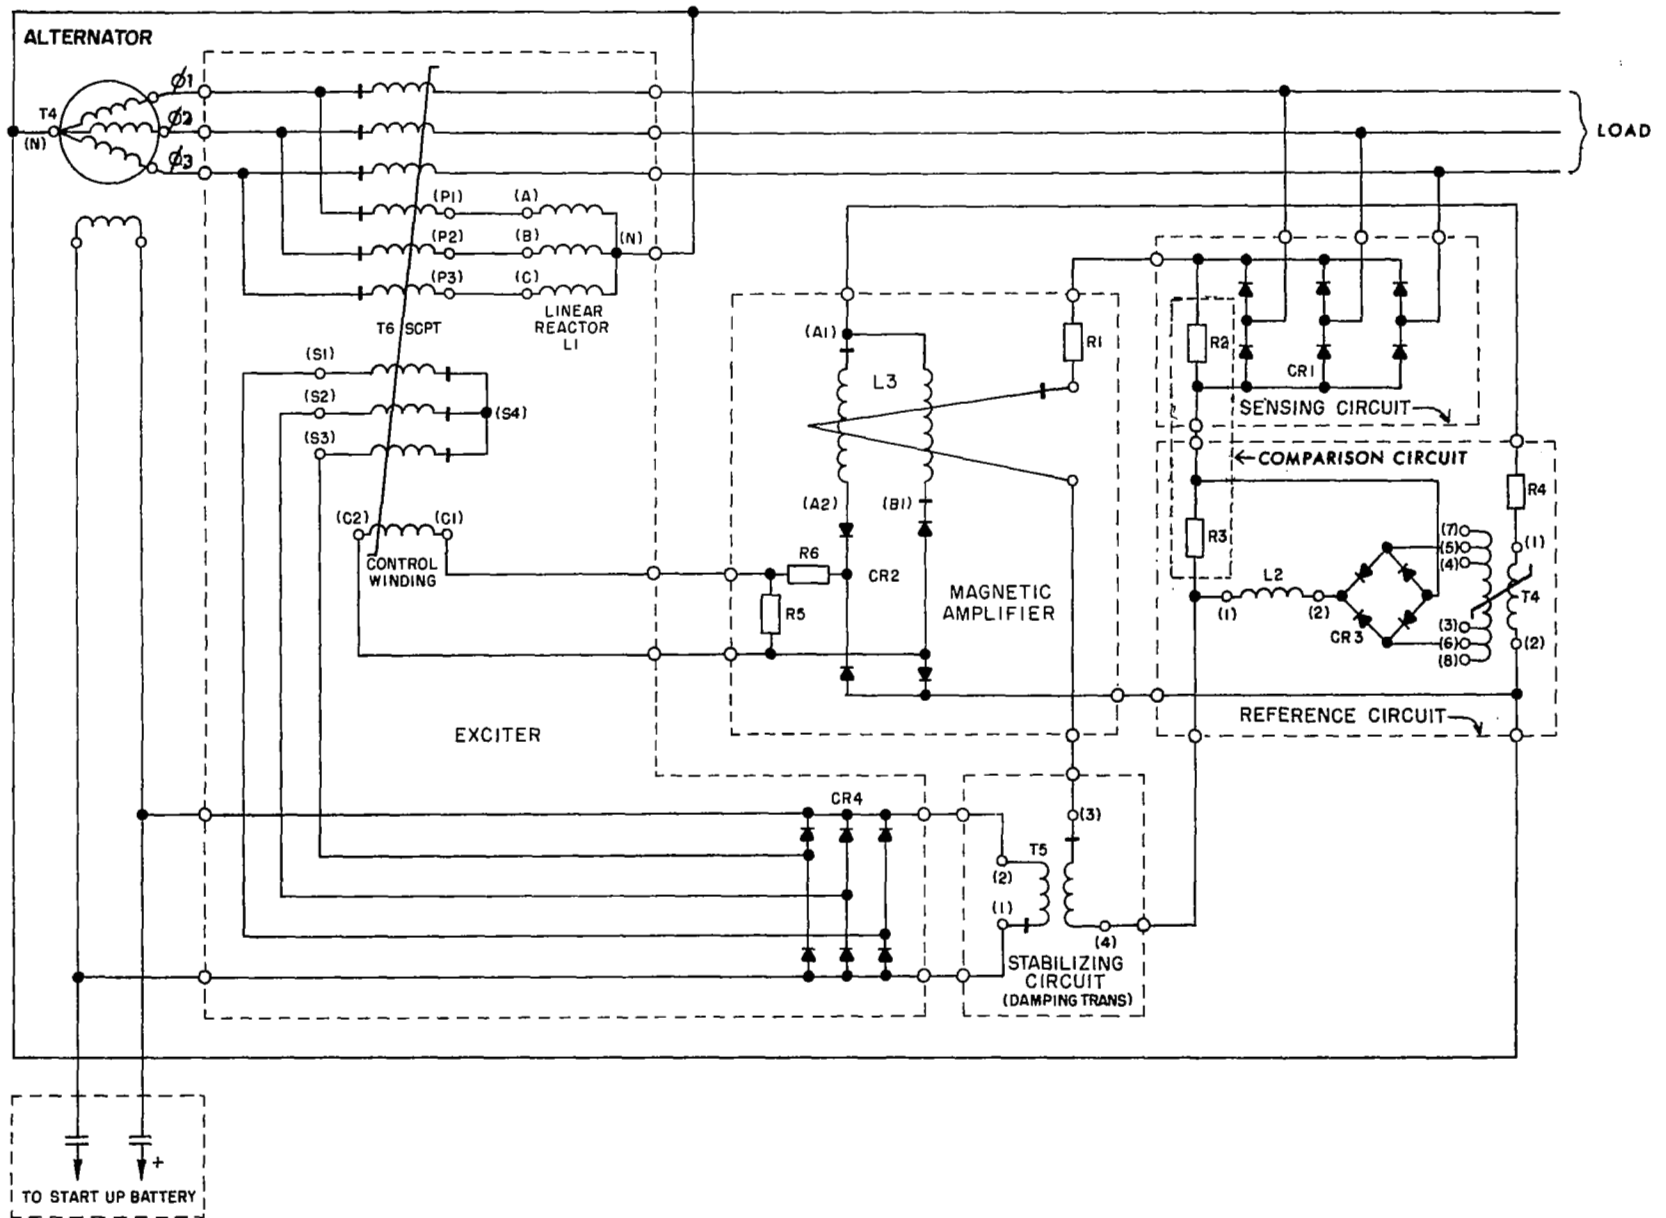 ALTERNATOR
ϕ1
T4
ϕ2
(N)
ϕ3
LOAD
(P1)
(A)
(P2)
(B)
(N)
(P3)
(C)
LINEAR
REACTOR
L1
T6 SCPT
(S1)
(S2)
(S4)
(S3)
(C2)
(C1)
CONTROL
WINDING
(A1)
L3
R1
R2
CR1
SENSING CIRCUIT
COMPARISON CIRCUIT
(A2)
(B1)
R4
R3
(7)
(5)
(4)
(1)
R6
CR2
R5
MAGNETIC
AMPLIFIER
L2
(1)
(2)
CR3
T4
(3)
(6)
(8)
(2)
REFERENCE CIRCUIT
EXCITER
CR4
(3)
T5
(2)
(1)
(4)
STABILIZING
CIRCUIT
(DAMPING TRANS)
+
TO START UP BATTERY